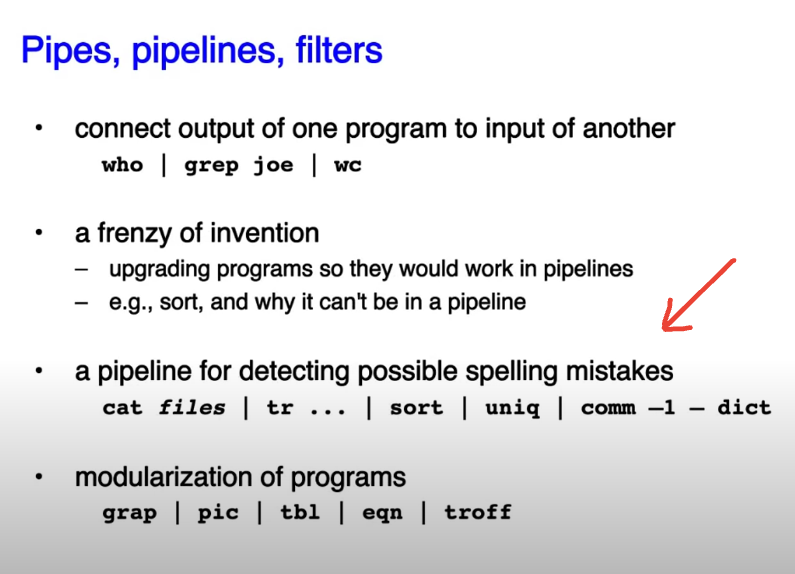 Pipes, pipelines, filters
• connect output of one program to input of another
who | grep joe | wc
• a frenzy of invention
– upgrading programs so they would work in pipelines
– e.g., sort, and why it can't be in a pipeline
• a pipeline for detecting possible spelling mistakes
cat files | tr ... | sort | uniq | comm –1 – dict
• modularization of programs
grap | pic | tbl | eqn | troff